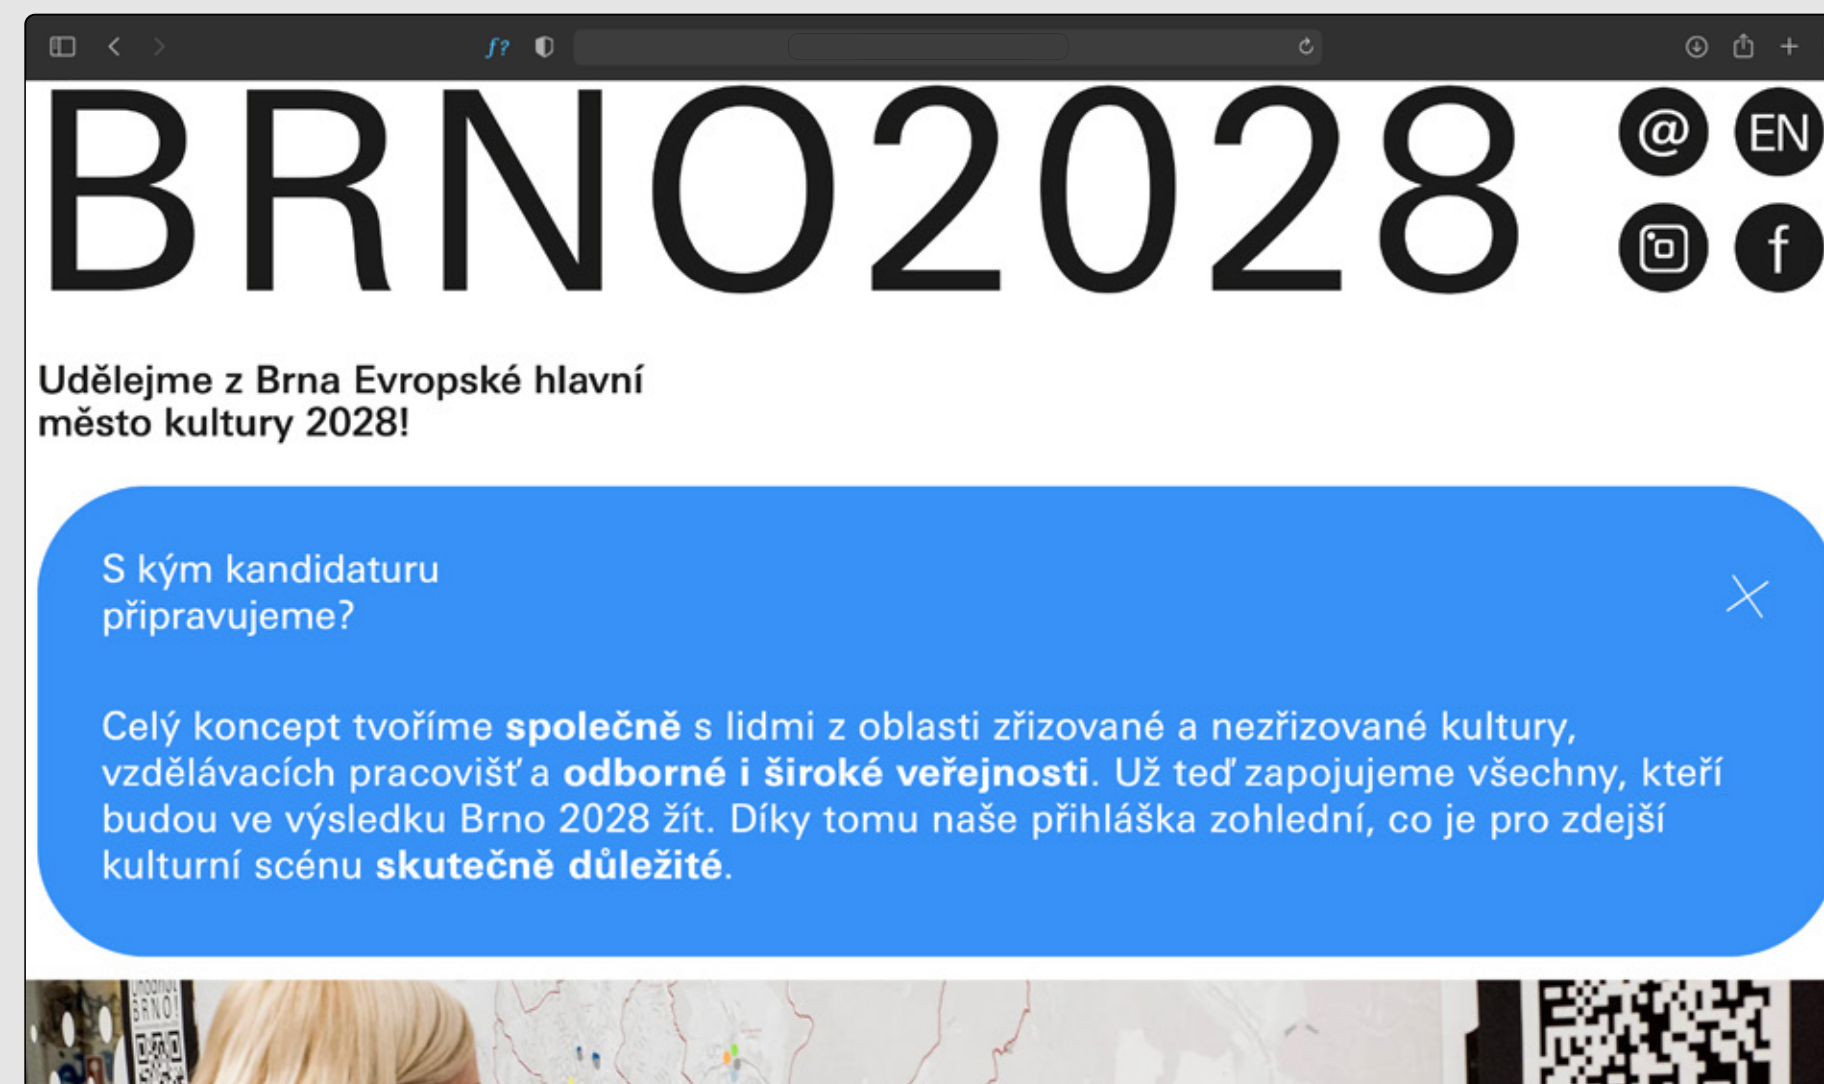 f?
BRNO2028
@
EN
f
Udělejme z Brna Evropské hlavní
město kultury 2028!
S kým kandidaturu
připravujeme?
Celý koncept tvoříme společně s lidmi z oblasti zřizované a nezřizované kultury,
vzdělávacích pracovišť a odborné i široké veřejnosti. Už teď zapojujeme všechny, kteří
budou ve výsledku Brno 2028 žít. Díky tomu naše přihláška zohlední, co je pro zdejší
kulturní scénu skutečně důležité.
BRNO!